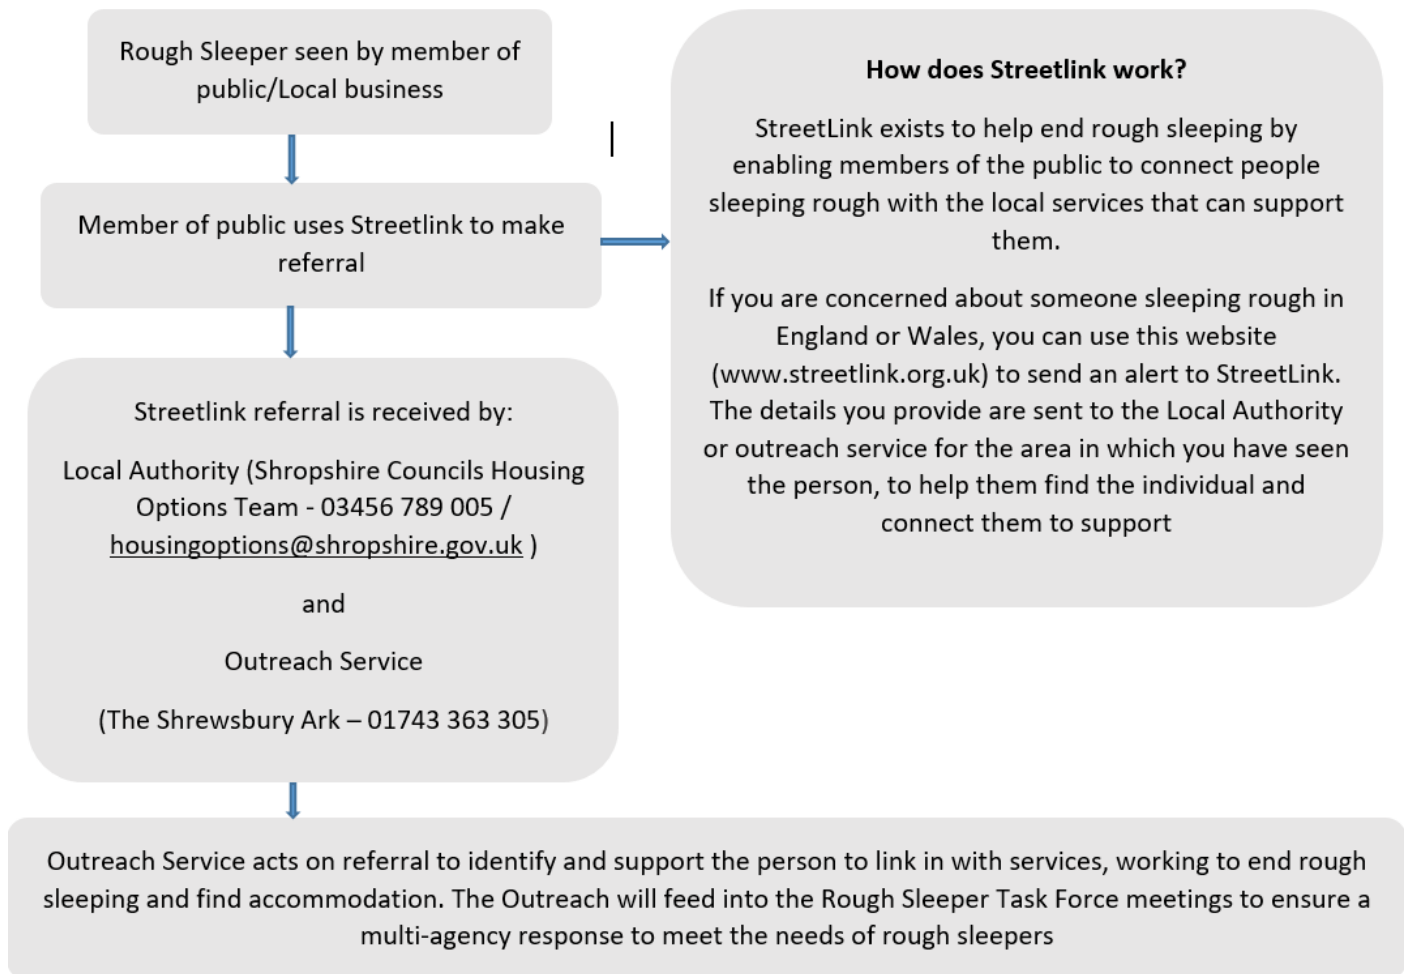 Rough Sleeper seen by member of
public/Local business
Member of public uses Streetlink to make
referral
How does Streetlink work?
StreetLink exists to help end rough sleeping by
enabling members of the public to connect people
sleeping rough with the local services that can support
them.
If you are concerned about someone sleeping rough in
England or Wales, you can use this website
(www.streetlink.org.uk) to send an alert to StreetLink.
The details you provide are sent to the Local Authority
or outreach service for the area in which you have seen
the person, to help them find the individual and
connect them to support
Streetlink referral is received by:
Local Authority (Shropshire Councils Housing
Options Team - 03456 789 005 /
housingoptions@shropshire.gov.uk )
and
Outreach Service
(The Shrewsbury Ark – 01743 363 305)
Outreach Service acts on referral to identify and support the person to link in with services, working to end rough
sleeping and find accommodation. The Outreach will feed into the Rough Sleeper Task Force meetings to ensure a
multi-agency response to meet the needs of rough sleepers